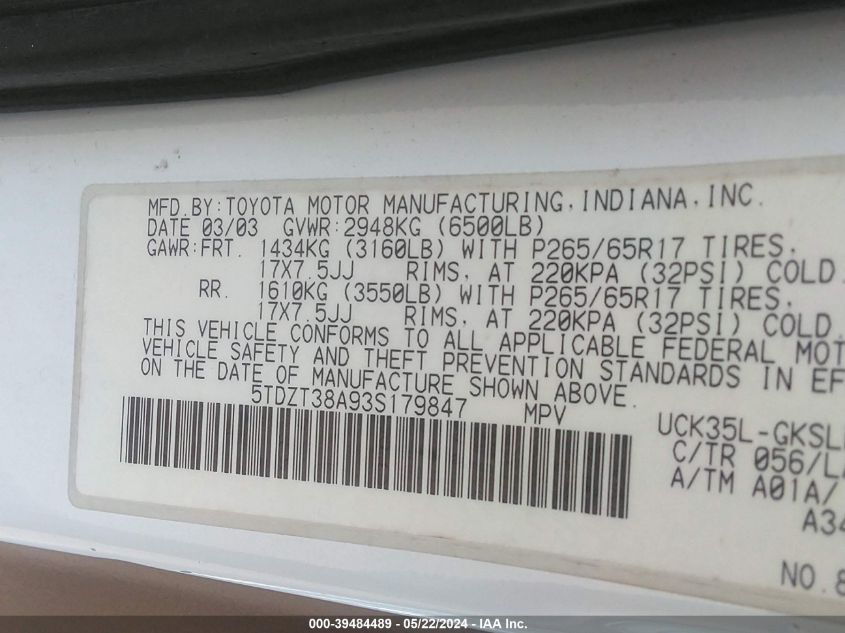 MFD.BY:TOYOTA MOTOR MANUFACTURING,INDIANA,INC.
DATE 03/03 GVWR:2948KG (6500LB)
GAWR:FRT. 1434KG (3160LB) WITH P265/65R17 TIRES,
17X7.5JJ RIMS, AT 220KPA (32PSI) COLD.
RR. 1610KG (3550LB) WITH P265/65R17 TIRES,
17X7.5JJ RIMS, AT 220KPA (32PSI) COLD.
THIS VEHICLE CONFORMS TO ALL APPLICABLE FEDERAL MOT
VEHICLE SAFETY AND THEFT PREVENTION STANDARDS IN EF
ON THE DATE OF MANUFACTURE SHOWN ABOVE.
5TDZT38A93S179847 MPV
UCK35L-GKSL
C/TR 056/LA
A/TM A01A/
A34
NO.8
000-39484489 - 05/22/2024 - IAA Inc.